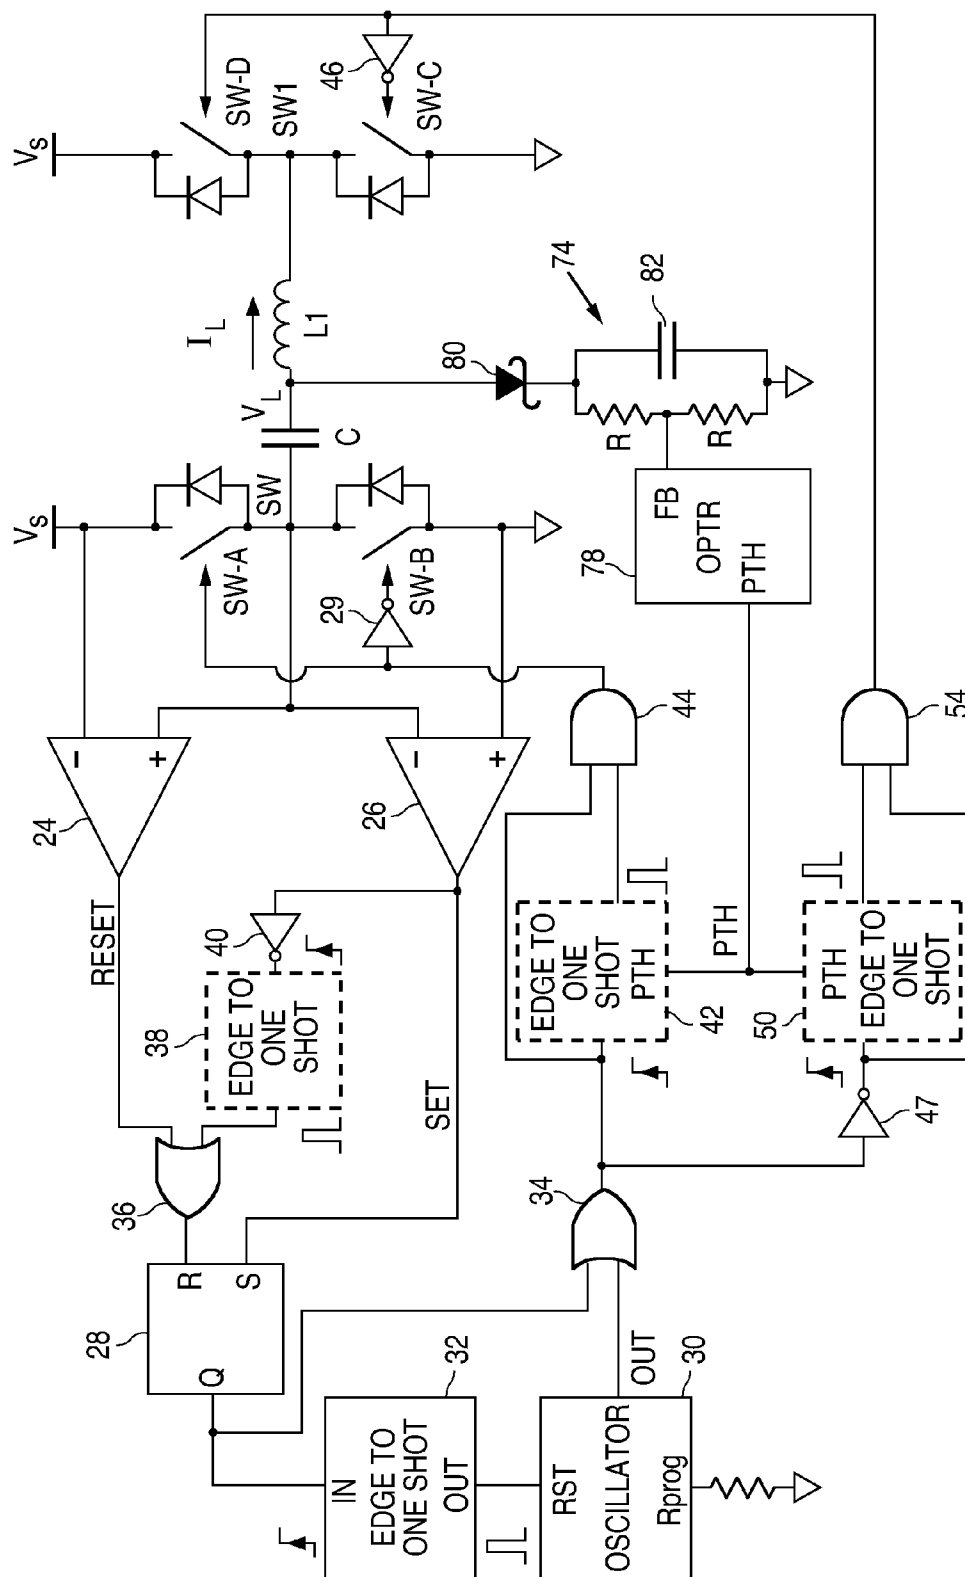 Vs
SW-D
SW1
46
SW-C
IL
L1
74
82
VL
C
80
R
R
Vs
SW-A
SW
SW-B
29
FB
OPTR
PTH
78
24
26
44
54
RESET
40
38
EDGE TO
ONE
SHOT
SET
EDGE TO
ONE
SHOT
PTH
42
PTH
PTH
EDGE TO
ONE
SHOT
50
47
36
34
R
S
Q
28
IN
EDGE TO
ONE SHOT
OUT
32
OUT
30
RST
OSCILLATOR
Rprog